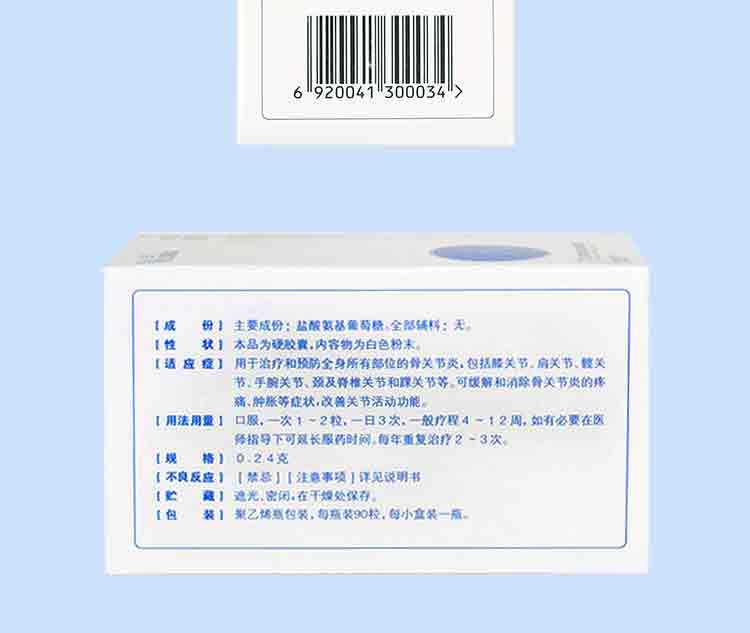 6 920041 300034 >
【成 份】主要成份：盐酸氨基葡萄糖。全部辅料：无。
【性 状】本品为硬胶囊，内容物为白色粉末。
【适应症】用于治疗和预防全身所有部位的骨关节炎，包括膝关节、肩关节、髋关
节、手腕关节、颈及脊椎关节和踝关节等。可缓解和消除骨关节炎的疼
痛、肿胀等症状，改善关节活动功能。
【用法用量】口服，一次1～2粒，一日3次，一般疗程4～12周，如有必要在医
师指导下可延长服药时间。每年重复治疗2～3次。
【规 格】0.24克
【不良反应】【禁忌】【注意事项】详见说明书
【贮 藏】遮光、密闭，在干燥处保存。
【包 装】聚乙烯瓶包装，每瓶装90粒，每小盒装一瓶。